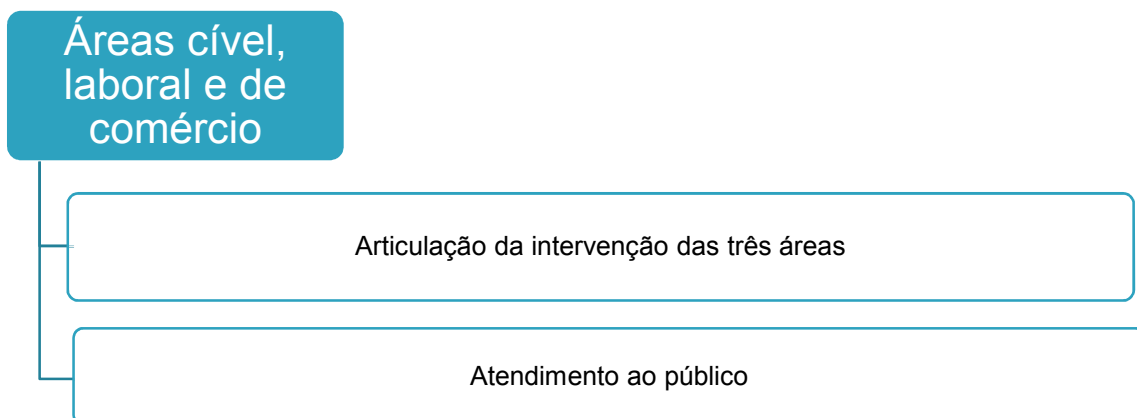 Áreas cível,
laboral e de
comércio
Articulação da intervenção das três áreas
Atendimento ao público